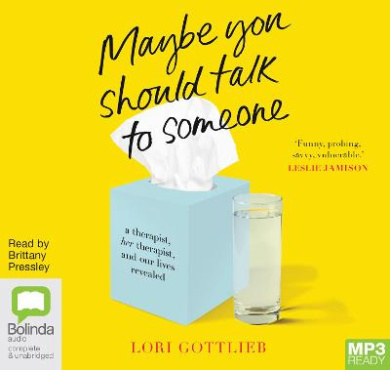 Maybe you
should talk
to someone
'Funny, probing,
savvy, vulnerable.'
LESLIE JAMISON
a therapist,
her therapist,
and our lives
revealed
Read by
Brittany
Pressley
Bolinda
audio
complete
& unabridged
LORI GOTTLIEB
MP3
READY